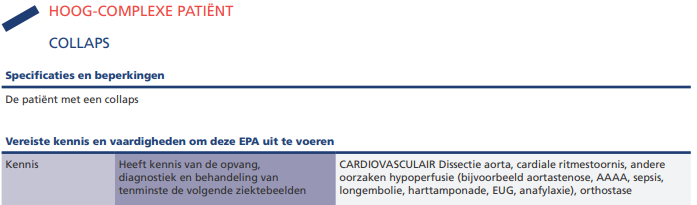 HOOG-COMPLEXE PATIËNT
COLLAPS
Specificaties en beperkingen
De patiënt met een collaps
Vereiste kennis en vaardigheden om deze EPA uit te voeren
Kennis
Heeft kennis van de opvang,
diagnostiek en behandeling van
tenminste de volgende ziektebeelden
CARDIOVASCULAIR Dissectie aorta, cardiale ritmestoornis, andere
oorzaken hypoperfusie (bijvoorbeeld aortastenose, AAAA, sepsis,
longembolie, harttamponade, EUG, anafylaxie), orthostase